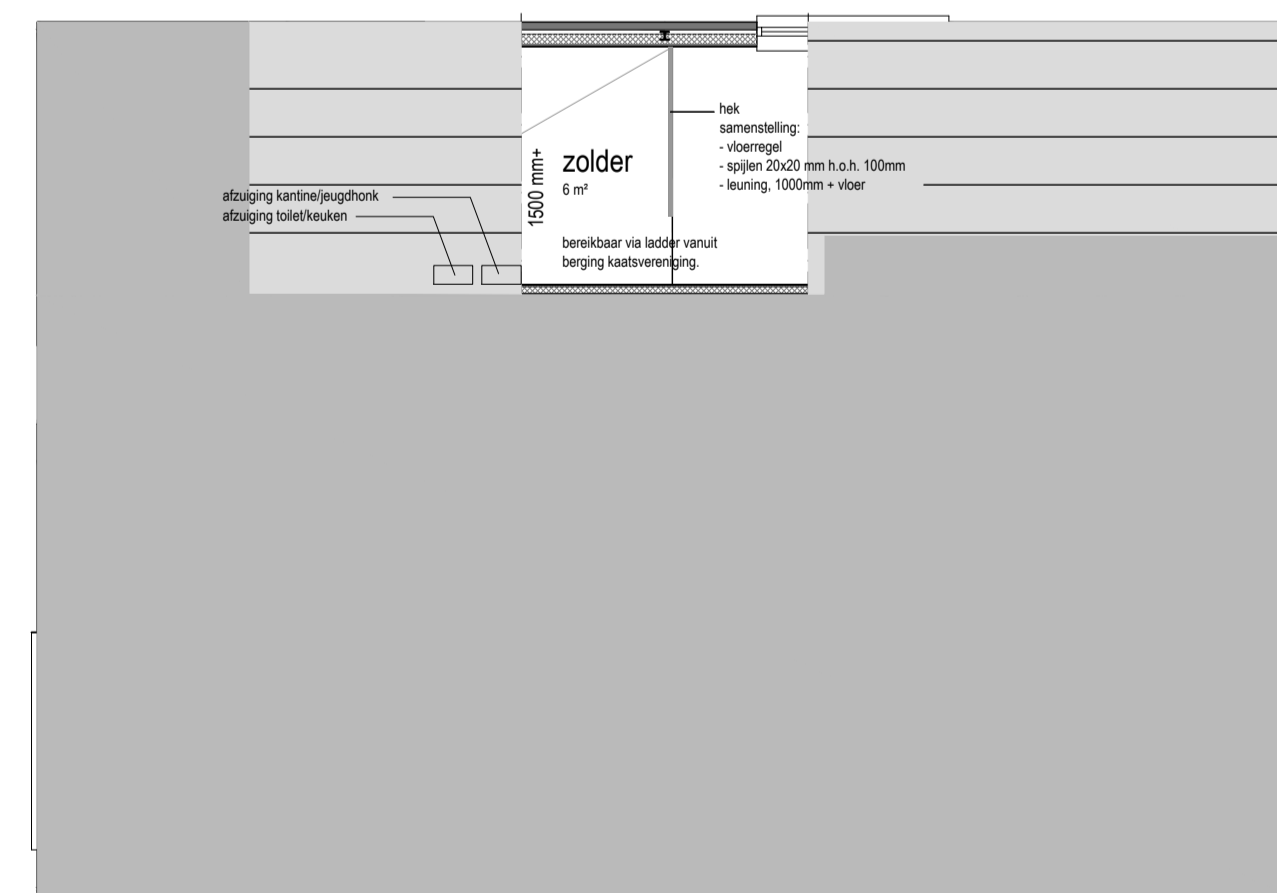 hek
samenstelling:
- vloerregel
- spijlen 20x20 mm h.o.h. 100mm
- leuning, 1000mm + vloer
zolder
6 m²
1500 mm+
afzuiging kantine/jeugdhonk
afzuiging toilet/keuken
bereikbaar via ladder vanuit
berging kaatsvereniging.